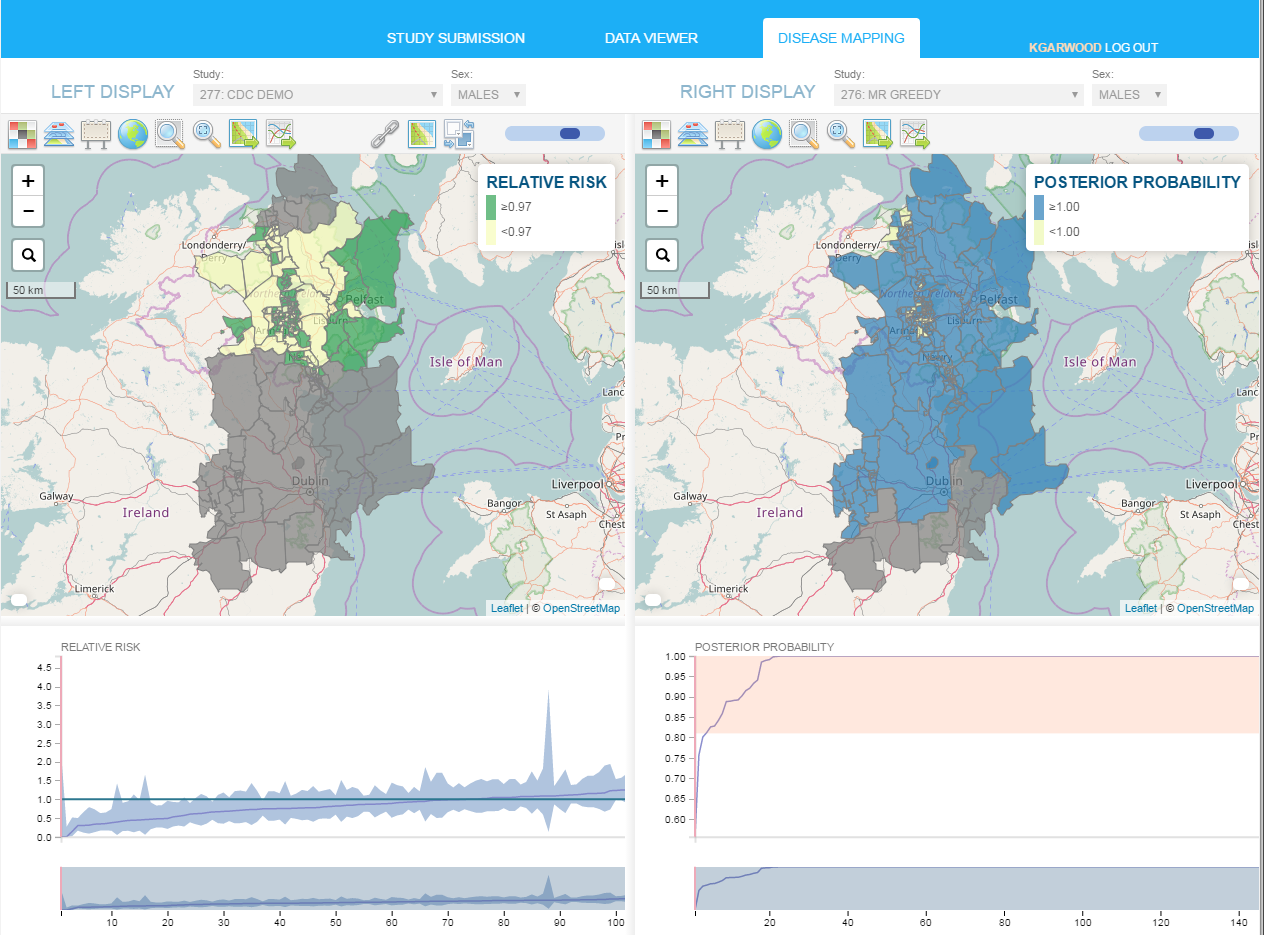 STUDY SUBMISSION
DATA VIEWER
DISEASE MAPPING
KGARWOOD LOG OUT
LEFT DISPLAY
Study:
277: CDC DEMO
Sex:
MALES
RIGHT DISPLAY
Study:
276: MR GREEDY
Sex:
MALES
+
−
50 km
RELATIVE RISK
≥0.97
<0.97
Londonderry/
Derry
Northern Ireland
Belfast
Lisburn
Isle of Man
Dublin
Galway
Ireland
Limerick
Liverpool
Bangor
St Asaph
Chest
Lanc
Leaflet | © OpenStreetMap
+
−
50 km
POSTERIOR PROBABILITY
≥1.00
<1.00
Londonderry/
Derry
Northern Ireland
Belfast
Lisburn
Newry
Isle of Man
Dublin
Galway
Ireland
Limerick
Liverpool
Bangor
St Asaph
Chest
Lanc
Leaflet | © OpenStreetMap
RELATIVE RISK
4.5
4.0
3.5
3.0
2.5
2.0
1.5
1.0
0.5
0.0
10 20 30 40 50 60 70 80 90 100
POSTERIOR PROBABILITY
1.00
0.95
0.90
0.85
0.80
0.75
0.70
0.65
0.60
20 40 60 80 100 120 140